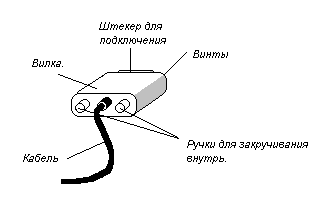 Штекер для
подключения
Винты
Вилка.
Ручки для закручивания
внутрь.
Кабель